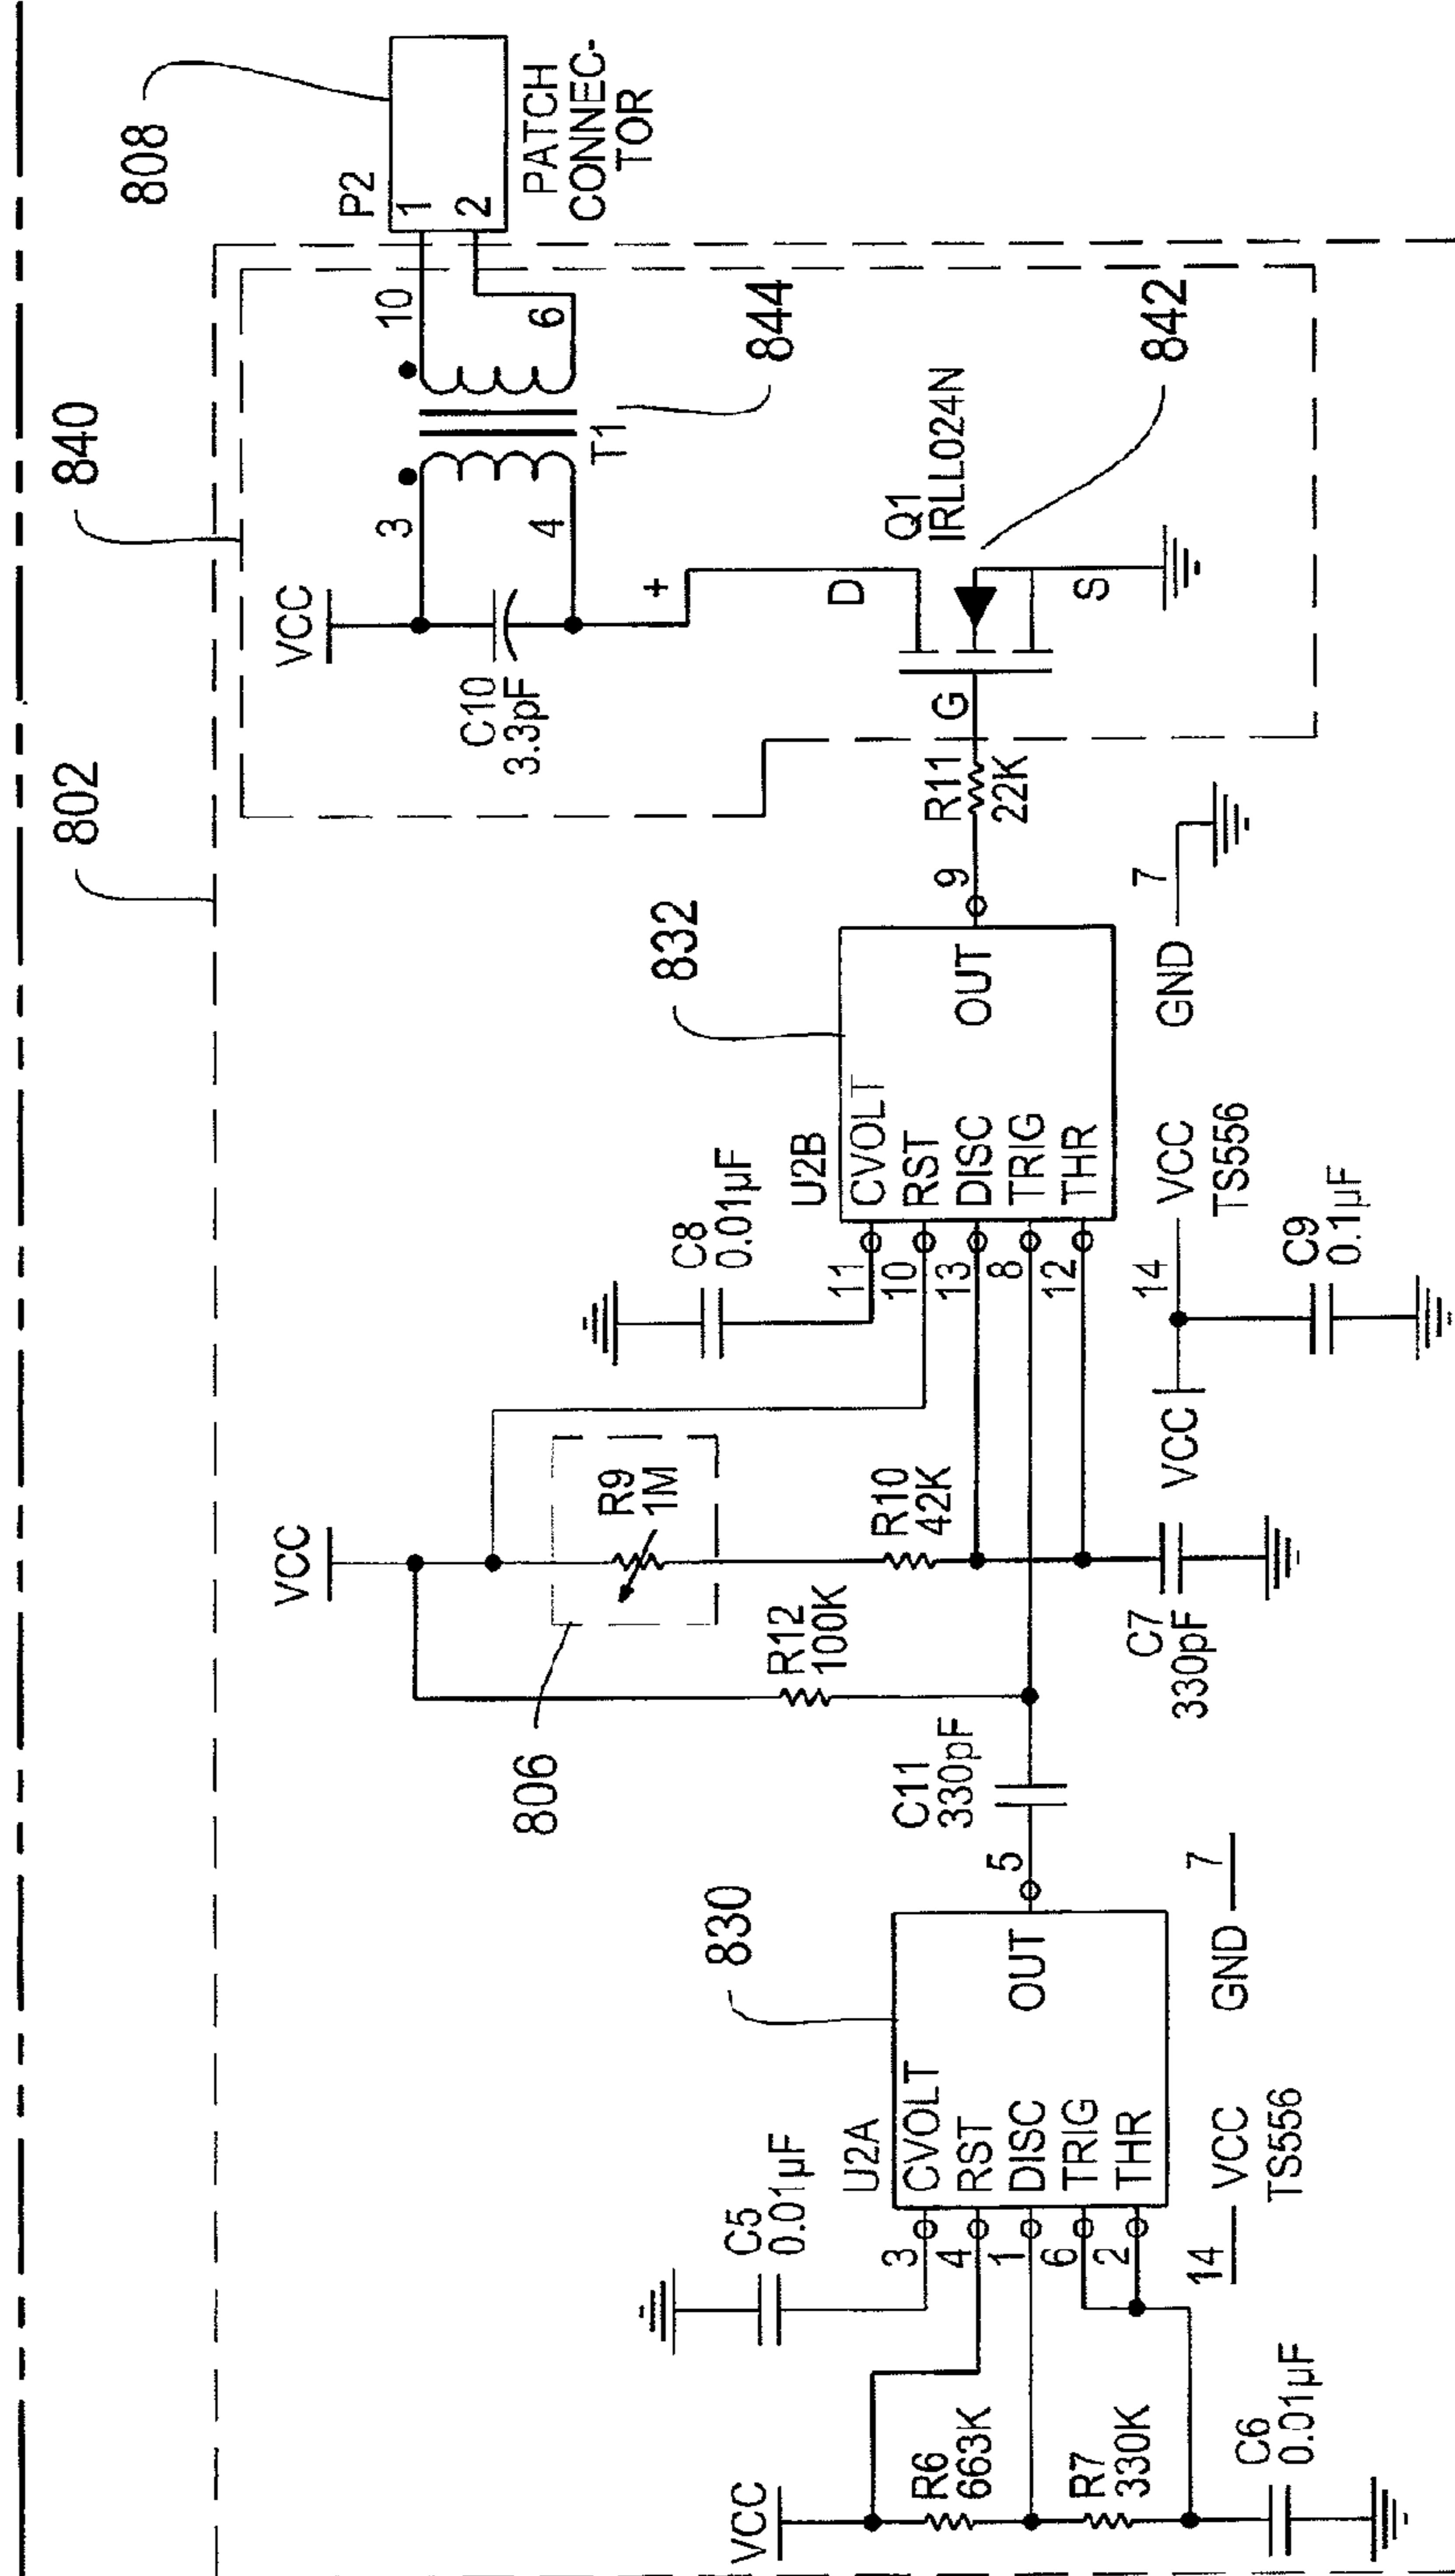 802
840
808
VCC
C10
3.3pF
3
4
10
6
T1
844
P2
1
2
PATCH
CONNEC-
TOR
+
D
G
S
Q1
IRLL024N
842
R11
22K
VCC
806
R9
1M
R12
100K
R10
42K
C7
330pF
C8
0.01µF
U2B
832
11
10
13
8
12
CVOLT
RST
DISC
TRIG
THR
OUT
9
VCC
14
VCC
TS556
GND
7
C9
0.1µF
C11
330pF
830
C5
0.01µF
U2A
3
4
1
6
2
CVOLT
RST
DISC
TRIG
THR
OUT
5
14
VCC
TS556
GND
7
VCC
R6
663K
R7
330K
C6
0.01µF